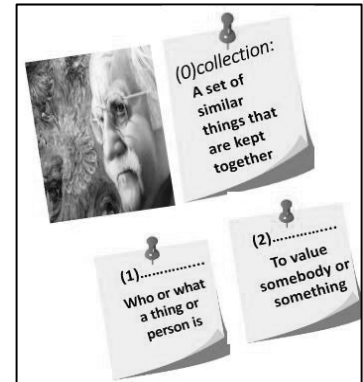 (0)collection:
A set of
similar
things that
are kept
together
(1)................
Who or what
a thing or
person is
(2)................
To value
somebody or
something